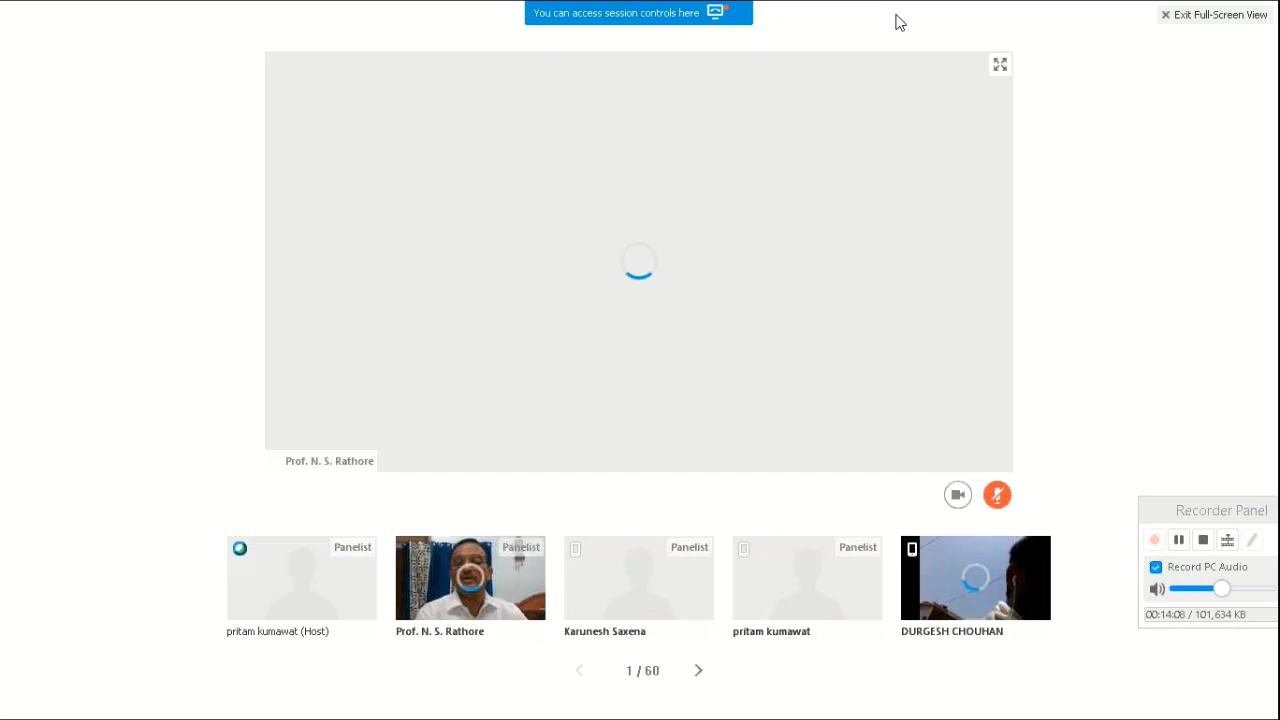 You can access session controls here
Exit Full-Screen View
Prof. N. S. Rathore
Recorder Panel
Record PC Audio
00:14:08 / 101,634 KB
Panelist
Panelist
Panelist
Panelist
pritam kumawat (Host)
Prof. N. S. Rathore
Karunesh Saxena
pritam kumawat
DURGESH CHOUHAN
1 / 60